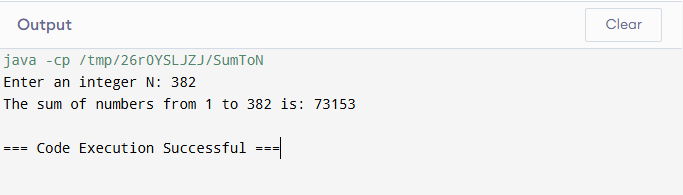 Output
Clear
java -cp /tmp/26rOYSLJZJ/SumToN
Enter an integer N: 382
The sum of numbers from 1 to 382 is: 73153
=== Code Execution Successful ===